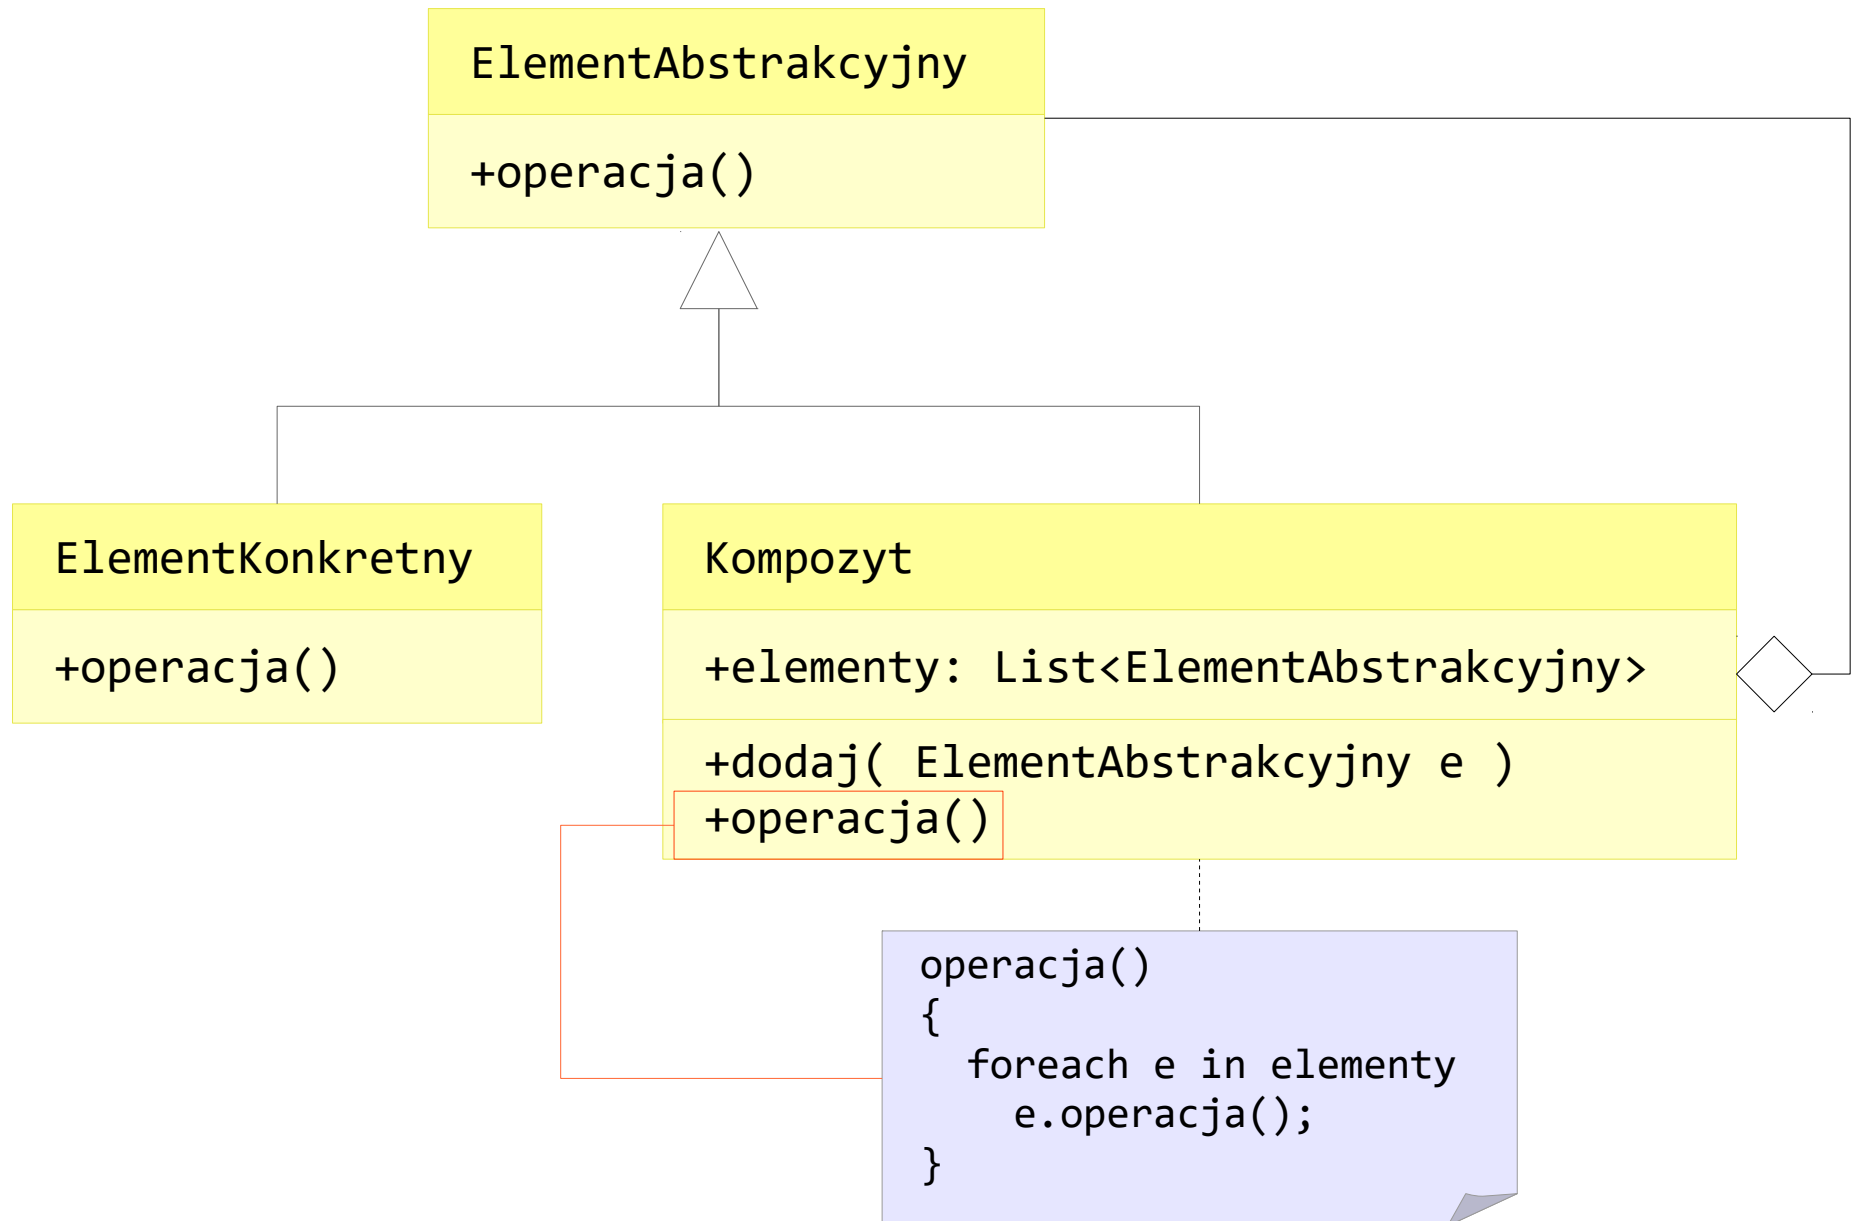 ElementAbstrakcyjny
+operacja()
ElementKonkretny
+operacja()
Kompozyt
+elementy: List<ElementAbstrakcyjny>
+dodaj( ElementAbstrakcyjny e )
+operacja()
operacja()
{
foreach e in elementy
e.operacja();
}